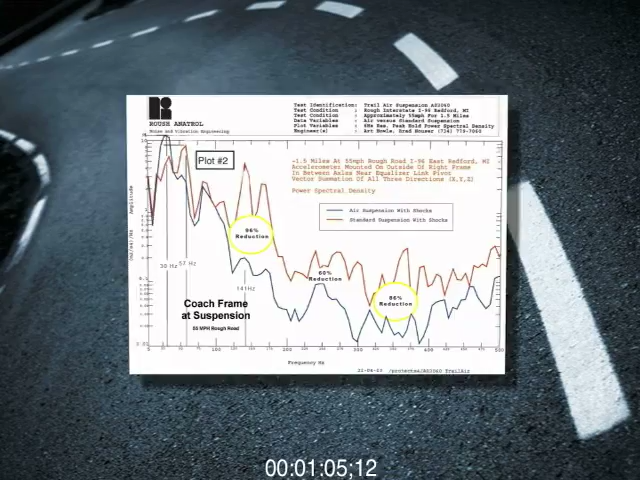 ROUSH ANATROL
Noise and Vibration Engineering
Test Identification: Trail Air Suspension AS2060
Test Condition : Rough Interstate I-96 Redford, MI
Test Condition : Approximately 55mph For 1.5 Miles
Data Variables : Air versus Standard Suspension
Engineer(s) : Art Howle, Brad Houser (734) 779-7060
Plot #2
~1.5 Miles At 55mph Rough Road I-96 East Redford, MI
Accelerometer Mounted On Outside Of Right Frame
In Between Axles Near Equalizer Link Pivot
Vector Summation Of All Three Directions (X,Y,Z)
Power Spectral Density
Air Suspension With Shocks
Standard Suspension With Shocks
Amplitude
96%
Reduction
60%
Reduction
86%
Reduction
30 Hz
57 Hz
141Hz
Coach Frame
at Suspension
55 MPH Rough Road
Frequency Hz
00:01:05;12